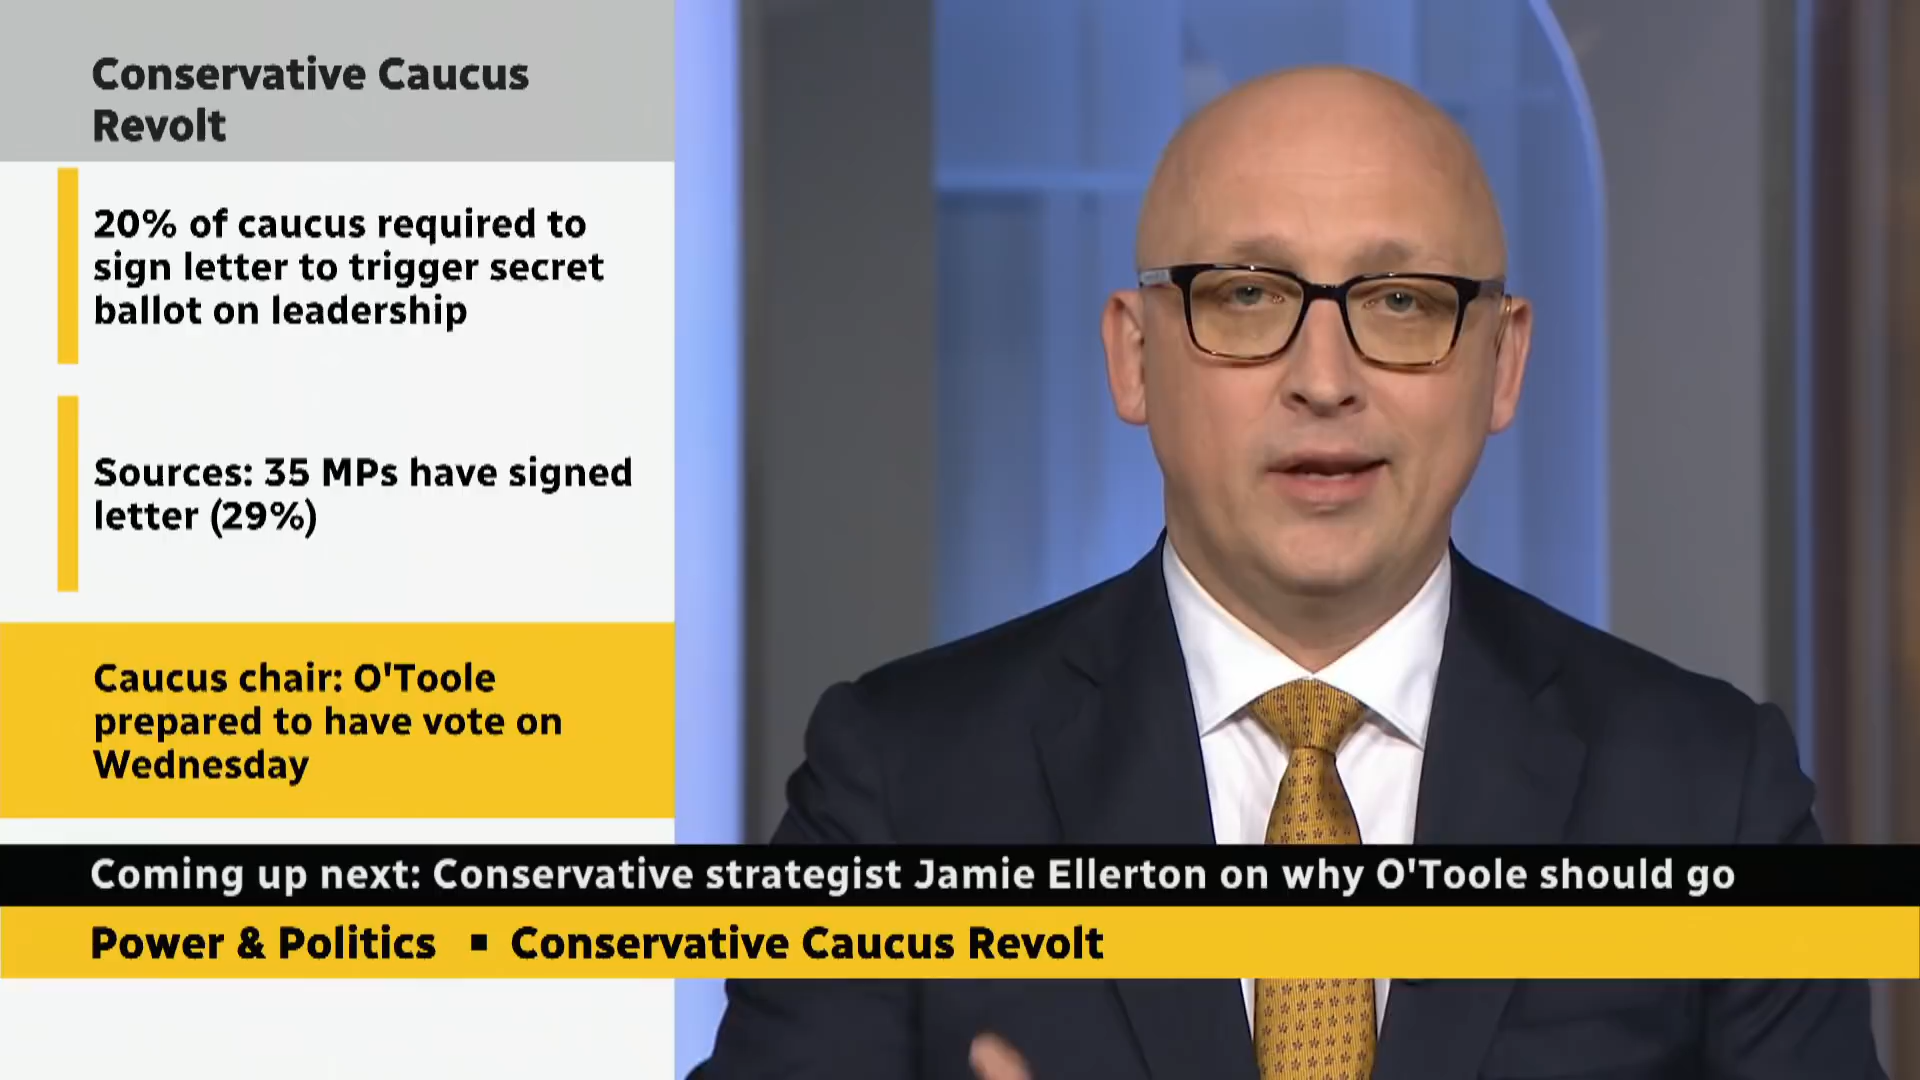 Conservative Caucus
Revolt
20% of caucus required to
sign letter to trigger secret
ballot on leadership
Sources: 35 MPs have signed
letter (29%)
Caucus chair: O'Toole
prepared to have vote on
Wednesday
Coming up next: Conservative strategist Jamie Ellerton on why O'Toole should go
Power & Politics ▪ Conservative Caucus Revolt